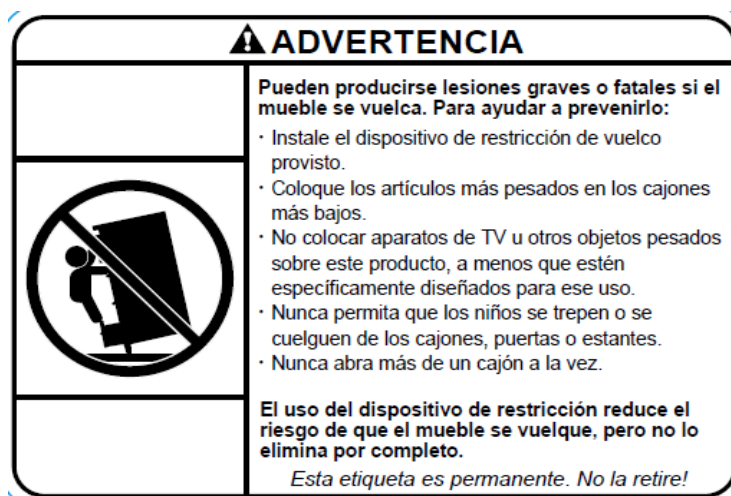 ADVERTENCIA
Pueden producirse lesiones graves o fatales si el
mueble se vuelca. Para ayudar a prevenirlo:
· Instale el dispositivo de restricción de vuelco
provisto.
· Coloque los artículos más pesados en los cajones
más bajos.
· No colocar aparatos de TV u otros objetos pesados
sobre este producto, a menos que estén
específicamente diseñados para ese uso.
· Nunca permita que los niños se trepen o se
cuelguen de los cajones, puertas o estantes.
· Nunca abra más de un cajón a la vez.
El uso del dispositivo de restricción reduce el
riesgo de que el mueble se vuelque, pero no lo
elimina por completo.
Esta etiqueta es permanente. No la retire!